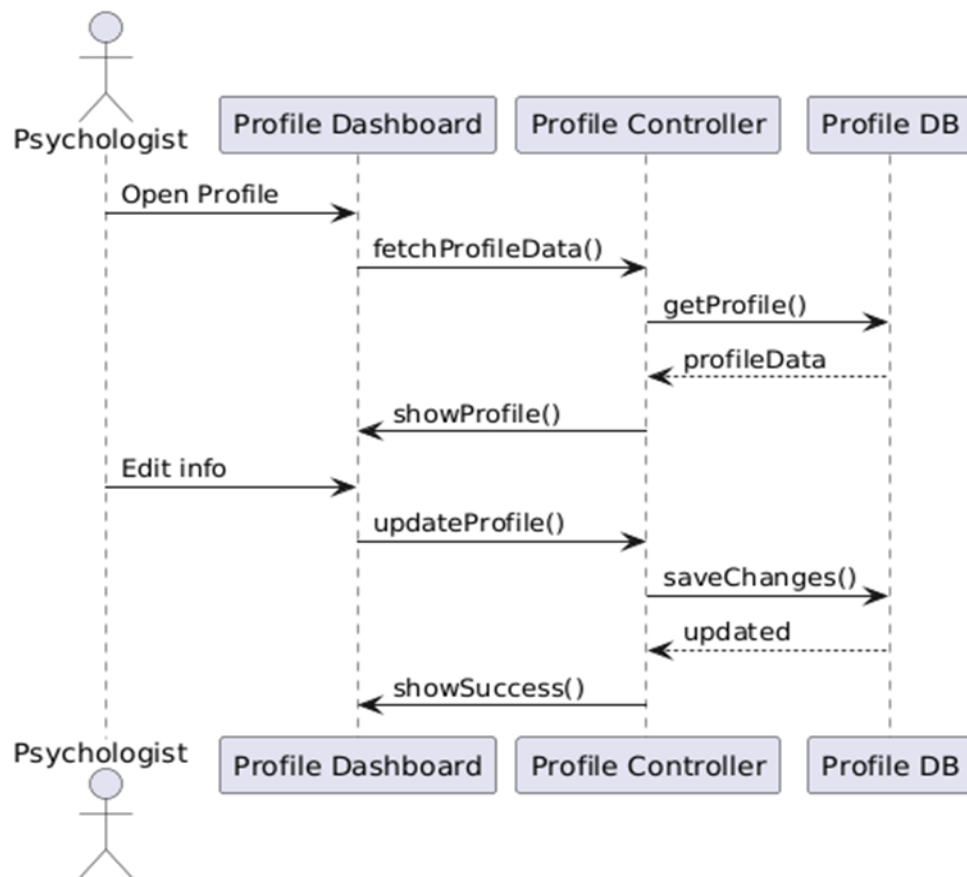 Psychologist
Profile Dashboard
Profile Controller
Profile DB
Open Profile
fetchProfileData()
getProfile()
profileData
showProfile()
Edit info
updateProfile()
saveChanges()
updated
showSuccess()
Psychologist
Profile Dashboard
Profile Controller
Profile DB